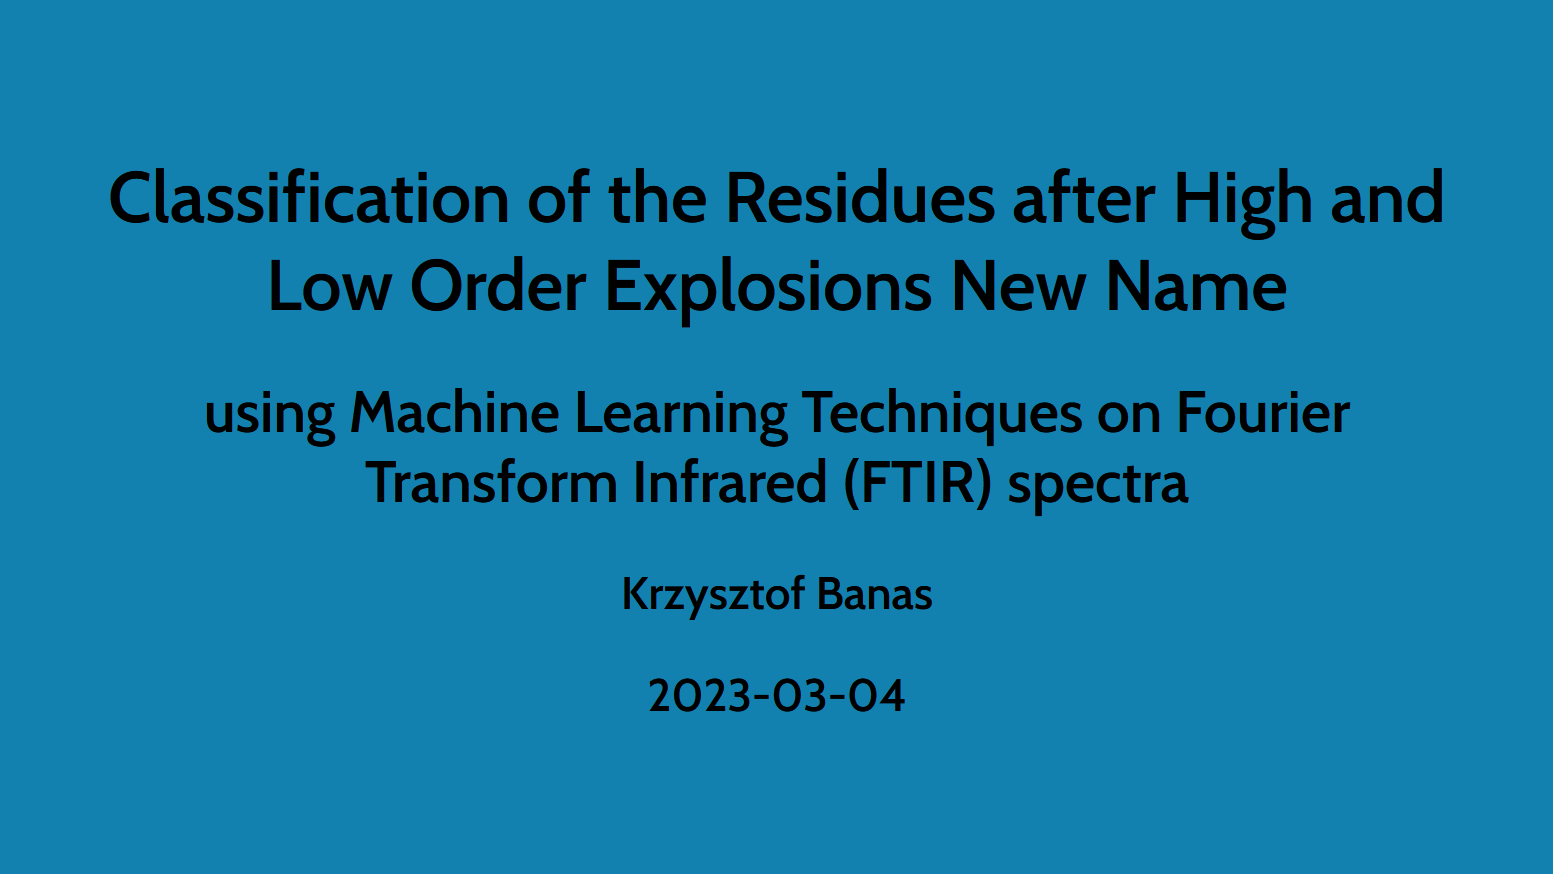 Classification of the Residues after High and
Low Order Explosions New Name
using Machine Learning Techniques on Fourier
Transform Infrared (FTIR) spectra
Krzysztof Banas
2023-03-04